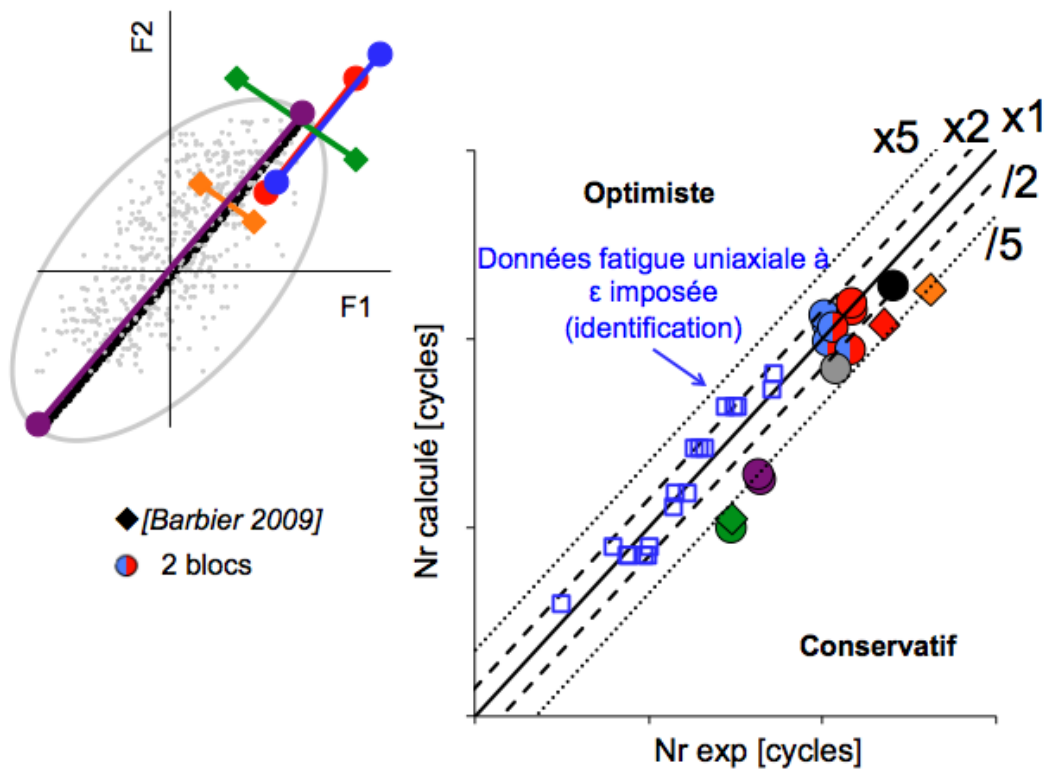 F2
F1
[Barbier 2009]
2 blocs
x5
x2
x1
/2
/5
Optimiste
Données fatigue uniaxiale à
ε imposée
(identification)
Conservatif
Nr calculé [cycles]
Nr exp [cycles]